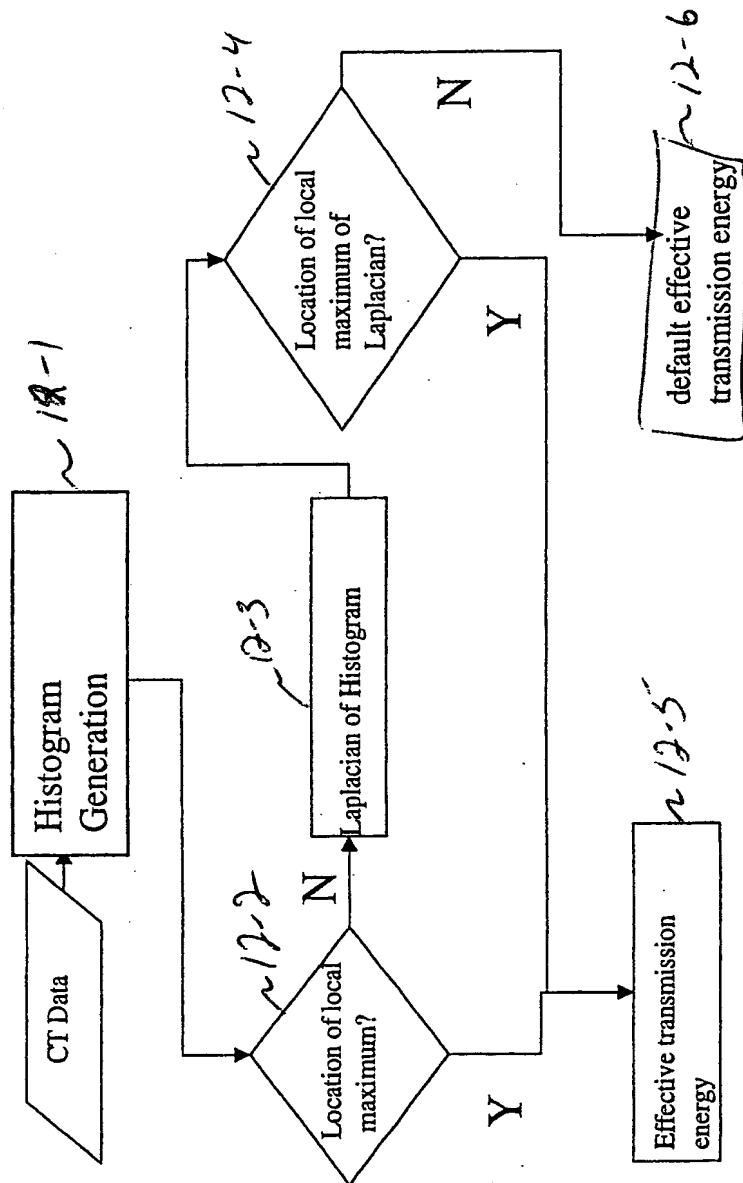 CT Data
Histogram
Generation
12-1
Location of local
maximum?
12-2
N
Y
Laplacian of Histogram
12-3
Location of local
maximum of
Laplacian?
12-4
N
Y
Effective transmission
energy
12-5
default effective
transmission energy
12-6